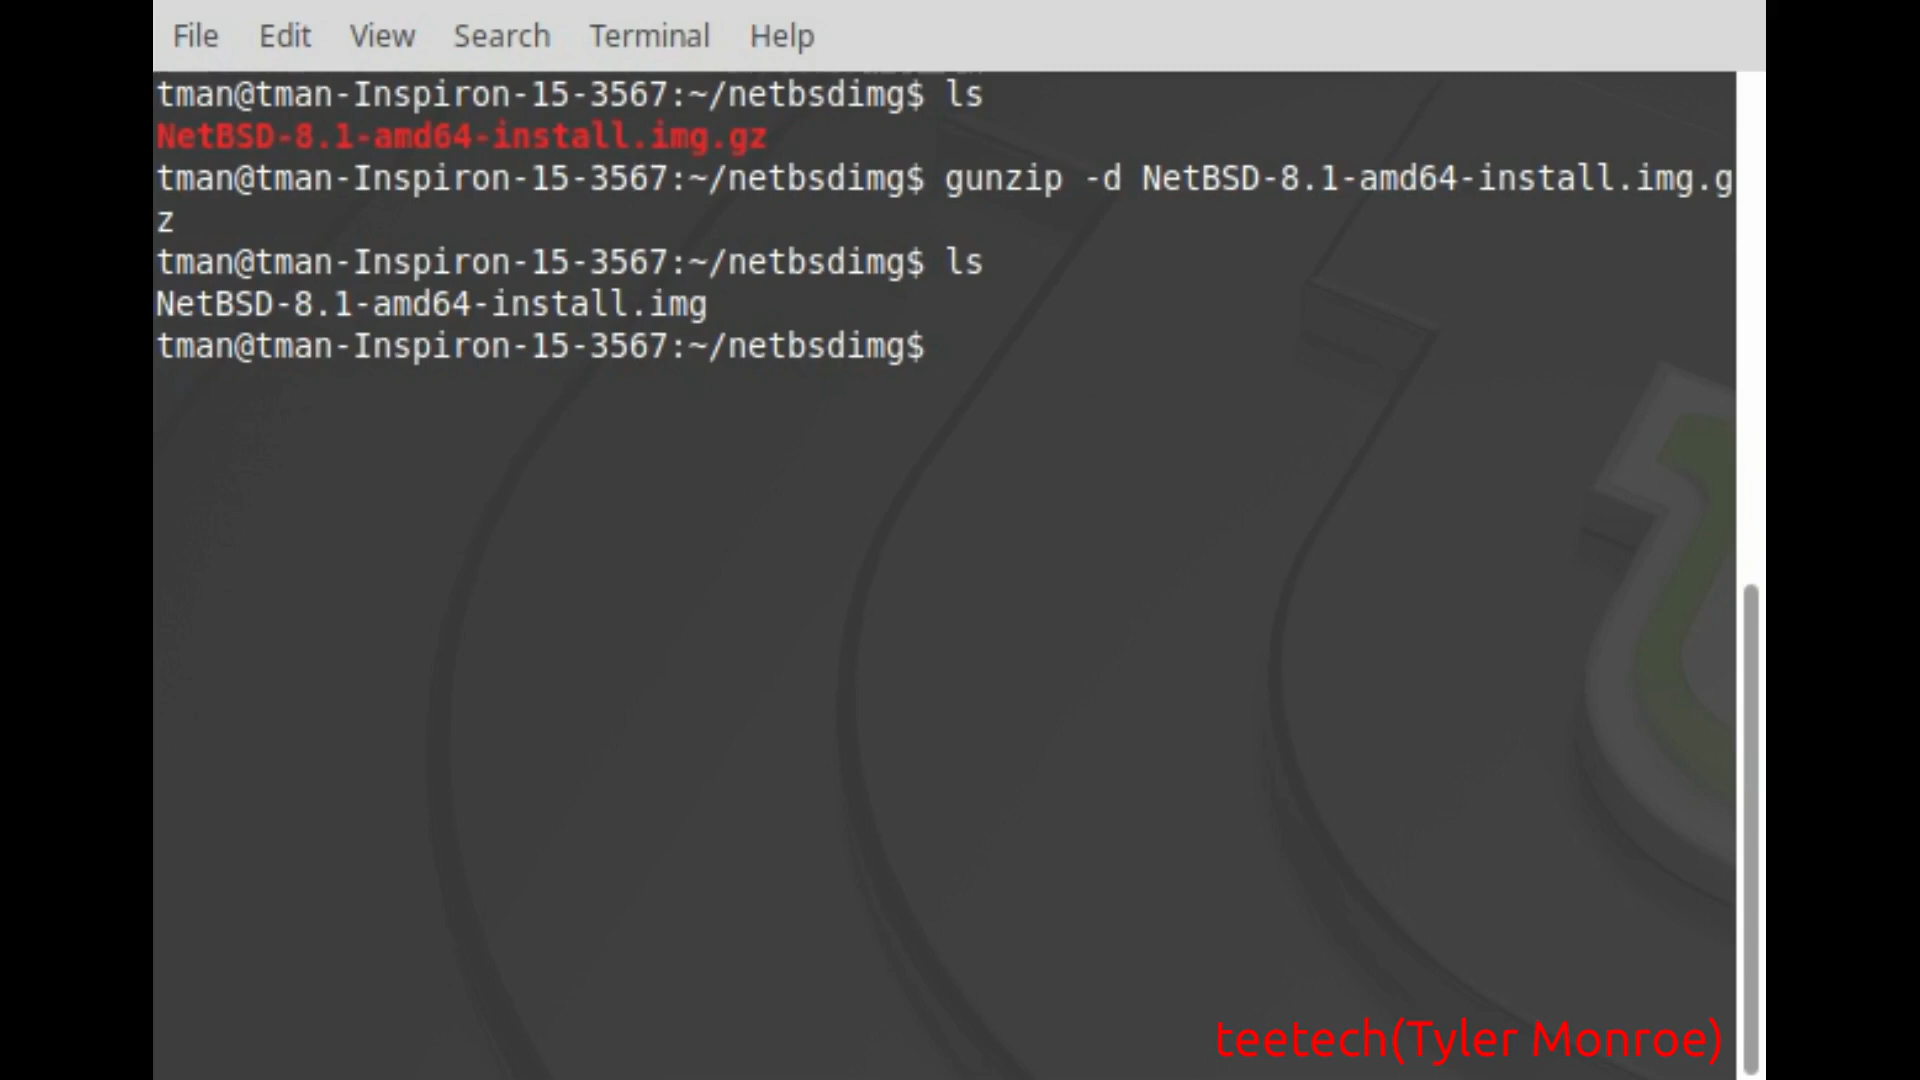 File Edit View Search Terminal Help
tman@tman-Inspiron-15-3567:~/netbsdimg$ ls
NetBSD-8.1-amd64-install.img.gz
tman@tman-Inspiron-15-3567:~/netbsdimg$ gunzip -d NetBSD-8.1-amd64-install.img.g
z
tman@tman-Inspiron-15-3567:~/netbsdimg$ ls
NetBSD-8.1-amd64-install.img
tman@tman-Inspiron-15-3567:~/netbsdimg$
teetech(Tyler Monroe)